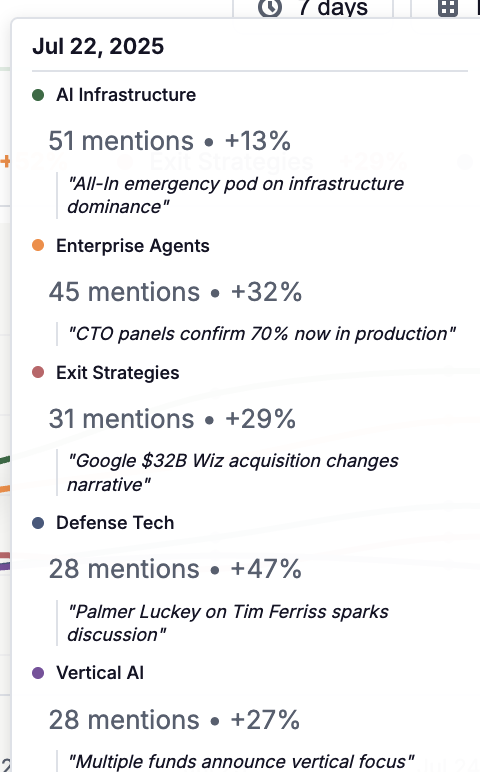 7 days
Jul 22, 2025
AI Infrastructure
51 mentions • +13%
Exit Strategies
"All-In emergency pod on infrastructure
dominance"
Enterprise Agents
45 mentions • +32%
"CTO panels confirm 70% now in production"
Exit Strategies
31 mentions • +29%
"Google $32B Wiz acquisition changes
narrative"
Defense Tech
28 mentions • +47%
"Palmer Luckey on Tim Ferriss sparks
discussion"
Vertical AI
28 mentions • +27%
"Multiple funds announce vertical focus"